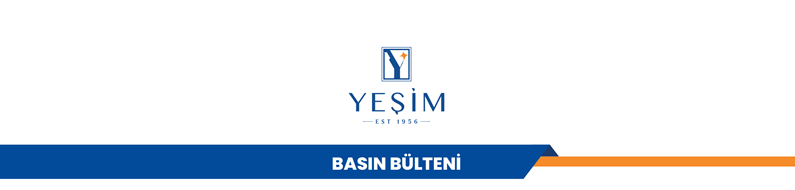 YEŞİM
EST 1956
BASIN BÜLTENİ